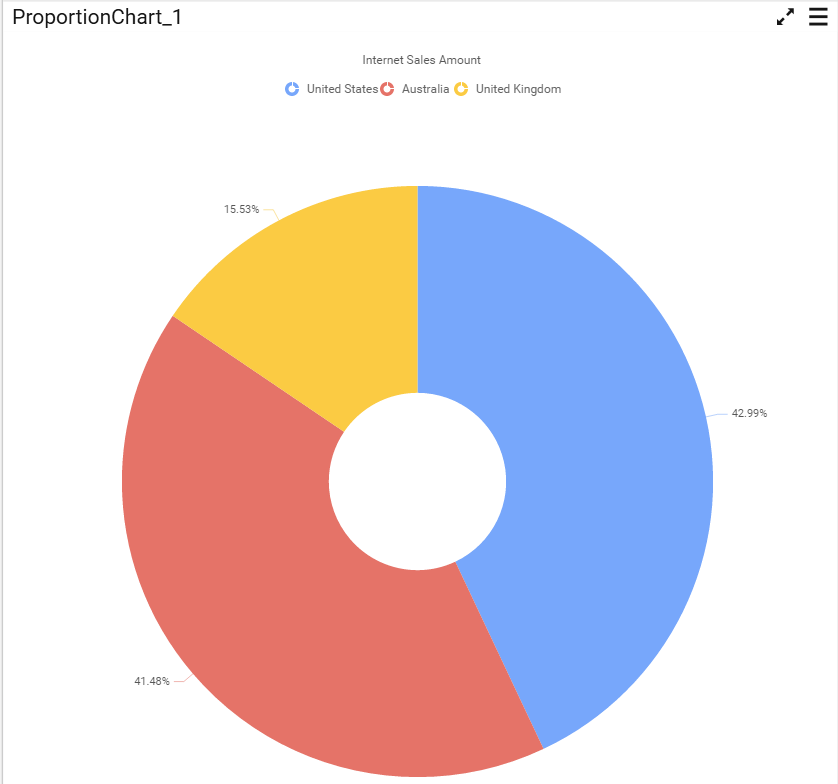 ProportionChart_1
Internet Sales Amount
United States Australia United Kingdom
15.53%
42.99%
41.48%